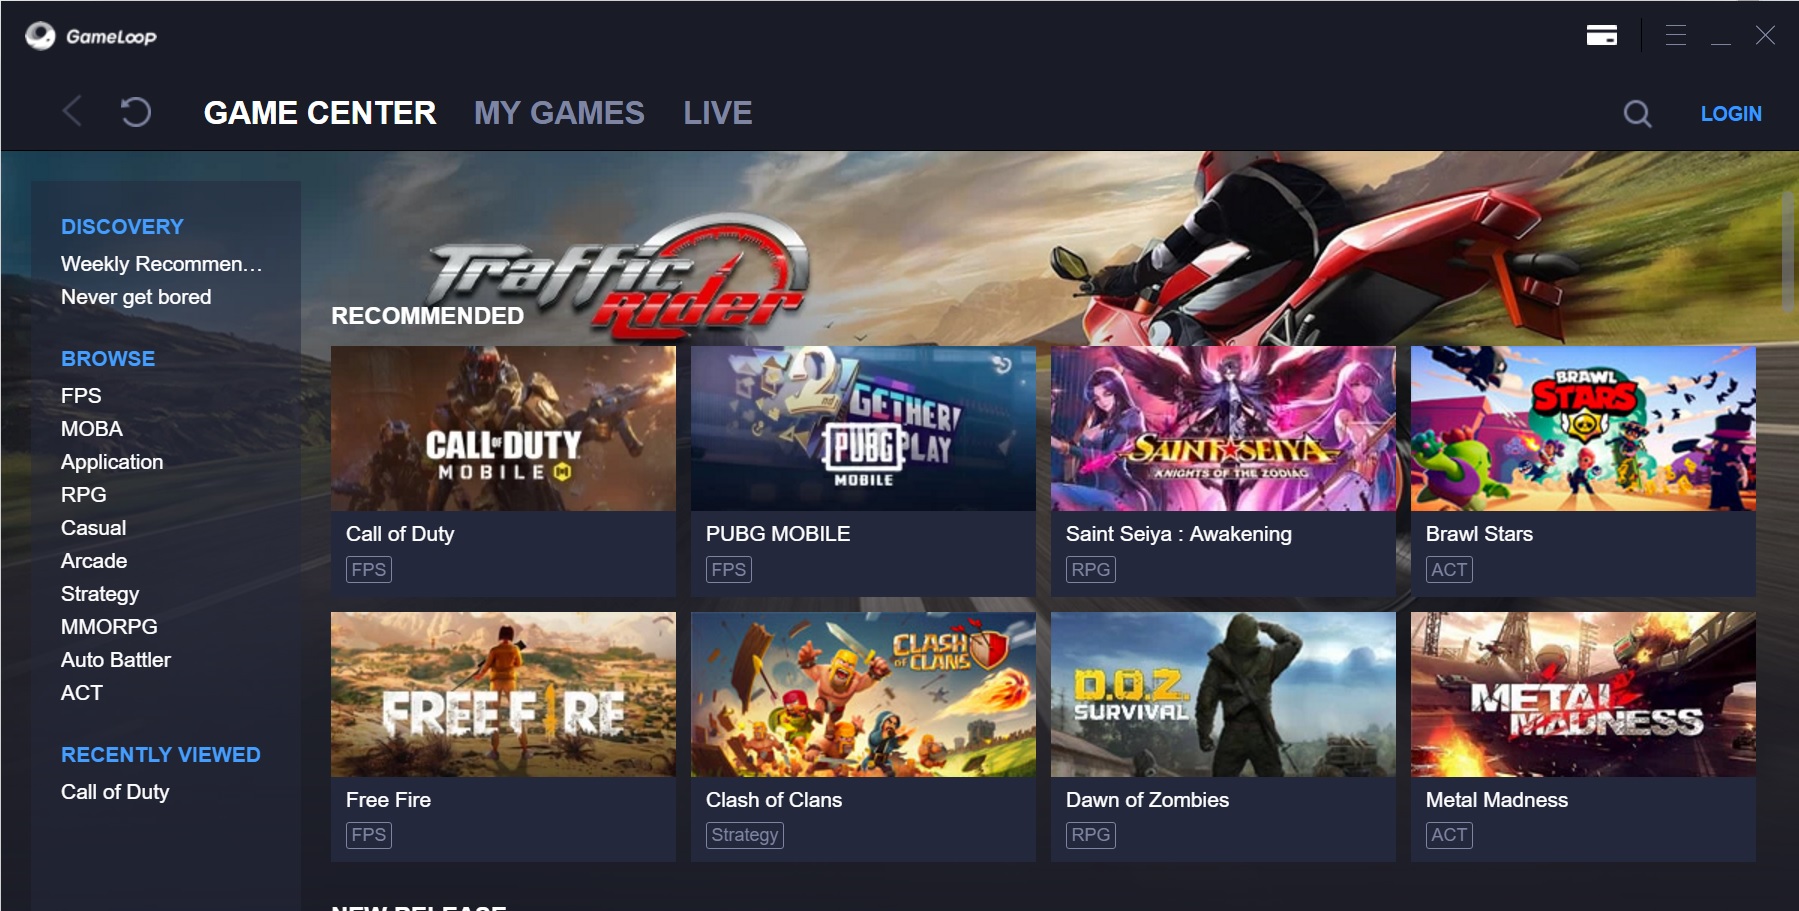 GameLoop
GAME CENTER MY GAMES LIVE
LOGIN
DISCOVERY
Weekly Recommen...
Never get bored
BROWSE
FPS
MOBA
Application
RPG
Casual
Arcade
Strategy
MMORPG
Auto Battler
ACT
RECENTLY VIEWED
Call of Duty
Traffic
Rider
RECOMMENDED
CALL OF DUTY
MOBILE
Call of Duty
FPS
2GETHER!
PUBG PLAY
MOBILE
PUBG MOBILE
FPS
SAINT SEIYA
KNIGHTS OF THE ZODIAC
Saint Seiya : Awakening
RPG
BRAWL
STARS
Brawl Stars
ACT
FREE FIRE
Free Fire
FPS
CLASH
OF CLANS
Clash of Clans
Strategy
D.O.Z.
SURVIVAL
Dawn of Zombies
RPG
METAL
MADNESS
Metal Madness
ACT
NEW RELEASE